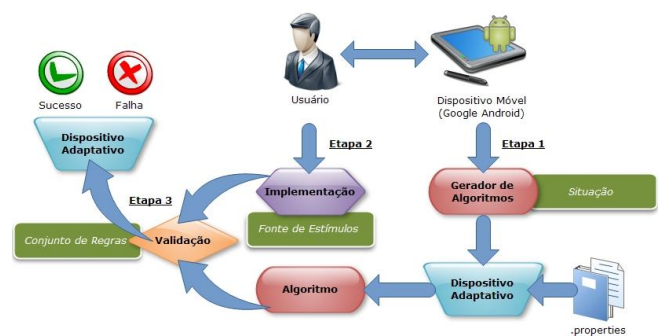 Sucesso
Falha
Usuário
Dispositivo Móvel
(Google Android)
Dispositivo
Adaptativo
Etapa 2
Etapa 1
Etapa 3
Implementação
Gerador de
Algoritmos
Situação
Conjunto de Regras
Validação
Fonte de Estímulos
Algoritmo
Dispositivo
Adaptativo
.properties